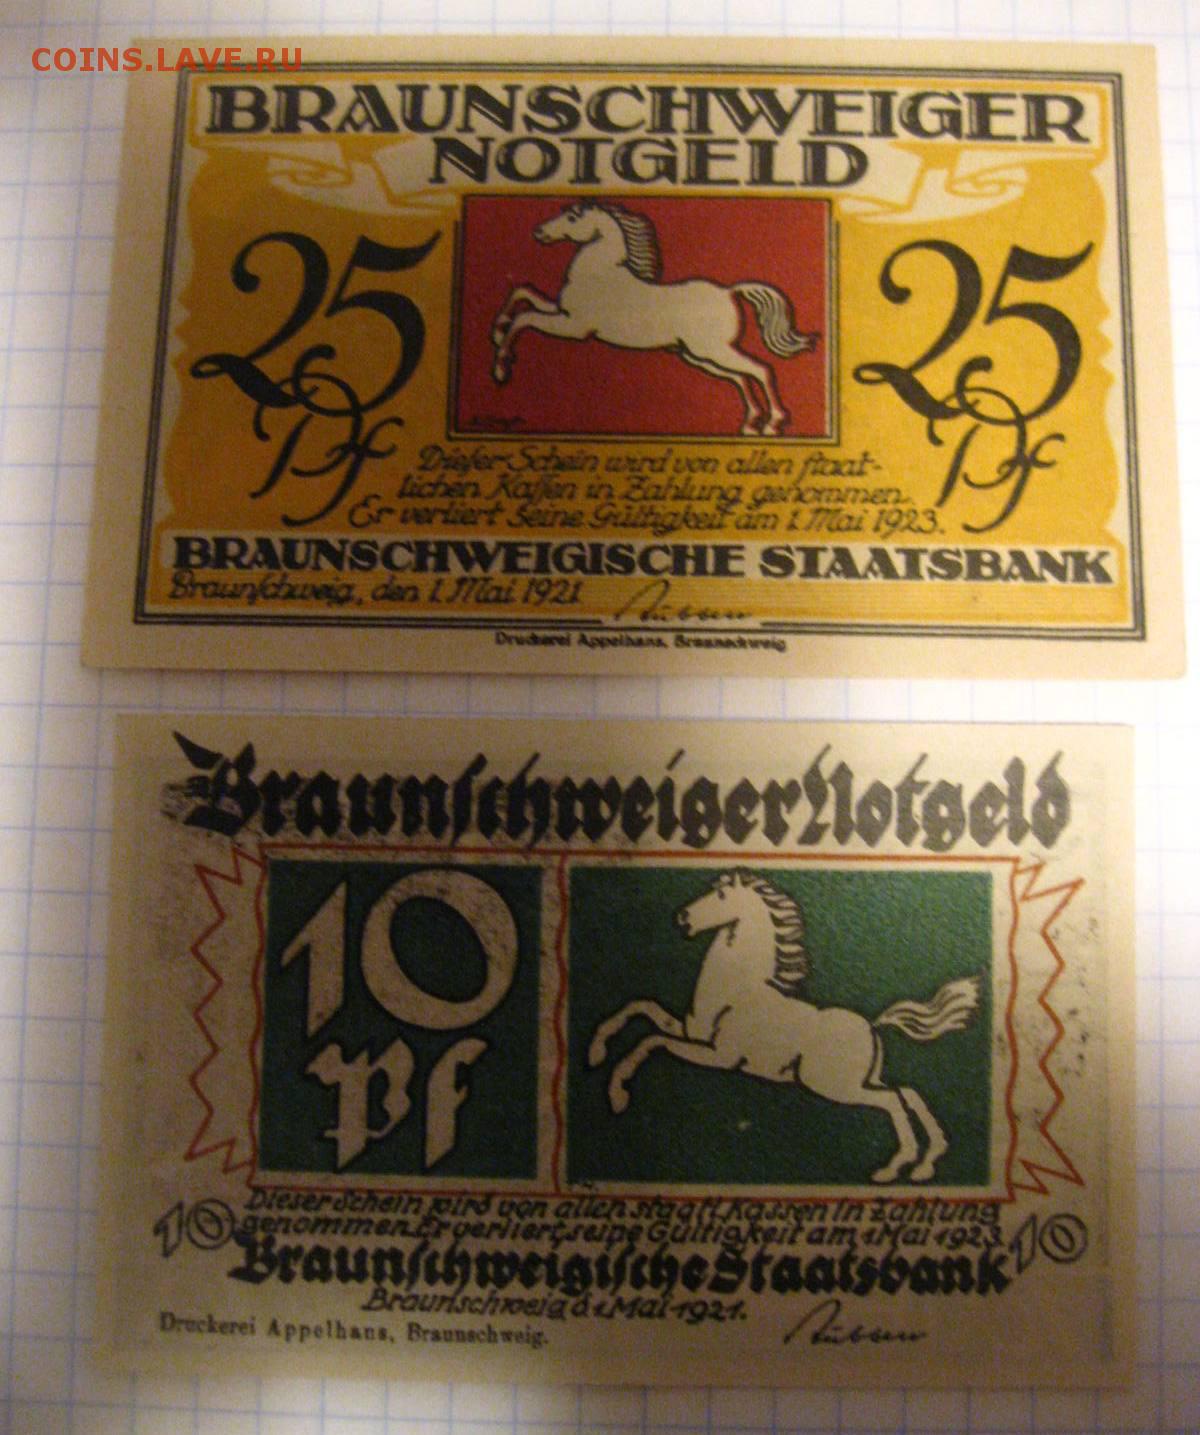 COINS.LAVE.RU
BRAUNSCHWEIGER
NOTGELD
25 25
Pf Pf
Dieser Schein wird von allen staat-
lichen Kassen in Zahlung genommen.
Er verliert seine Gültigkeit am 1. Mai 1923.
BRAUNSCHWEIGISCHE STAATSBANK
Braunschweig, den 1. Mai 1921
Druckerei Appelhans, Braunschweig
Braunschweiger Notgeld
10
Pf
Dieser Schein wird von allen staatl. Kassen in Zahlung
genommen. Er verliert seine Gültigkeit am 1 Mai 1923.
10 10
Braunschweigische Staatsbank
Braunschweig d 1. Mai 1921.
Druckerei Appelhans, Braunschweig.